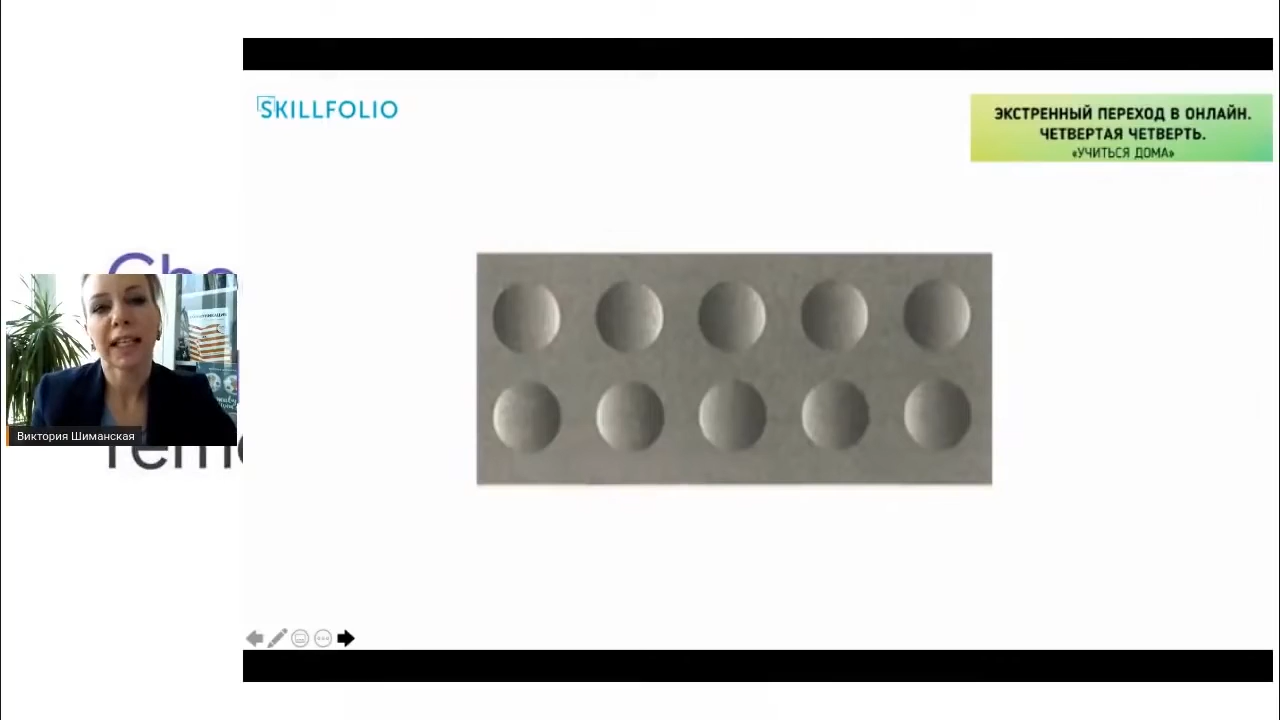 SKILLFOLIO
ЭКСТРЕННЫЙ ПЕРЕХОД В ОНЛАЙН.
ЧЕТВЕРТАЯ ЧЕТВЕРТЬ.
«УЧИТЬСЯ ДОМА»
Виктория Шиманская